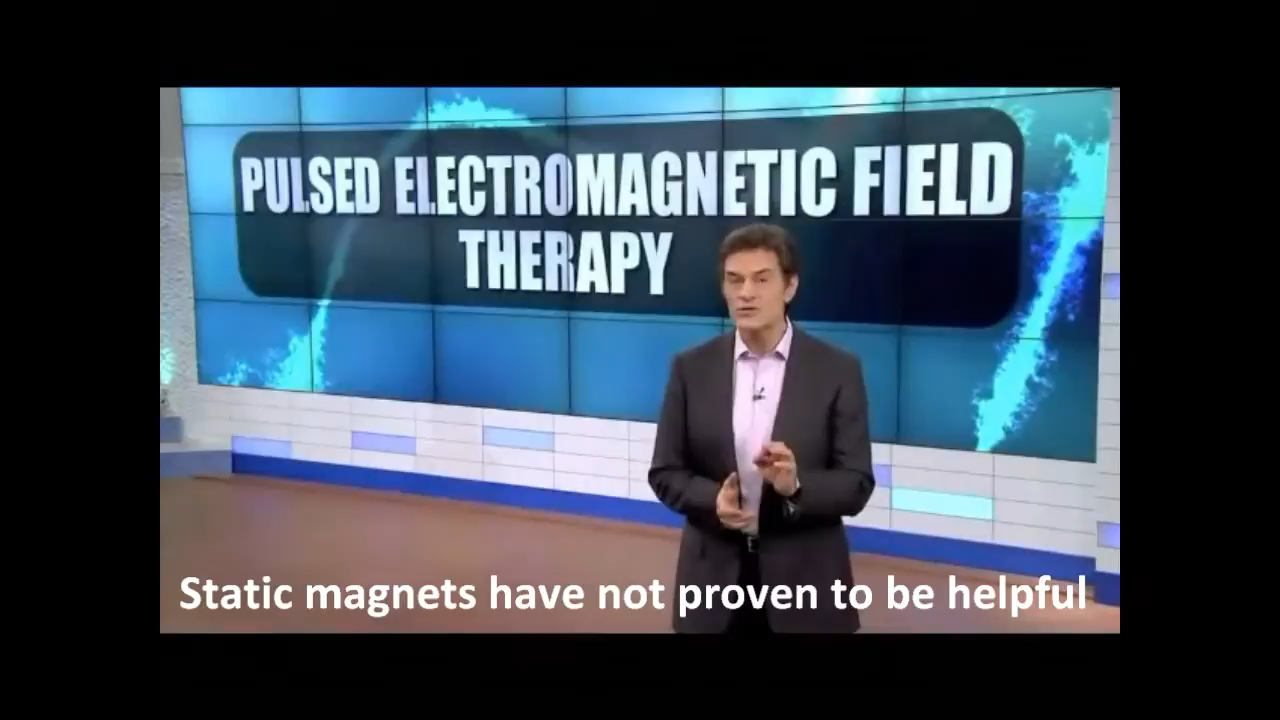 PULSED ELECTROMAGNETIC FIELD
THERAPY
Static magnets have not proven to be helpful